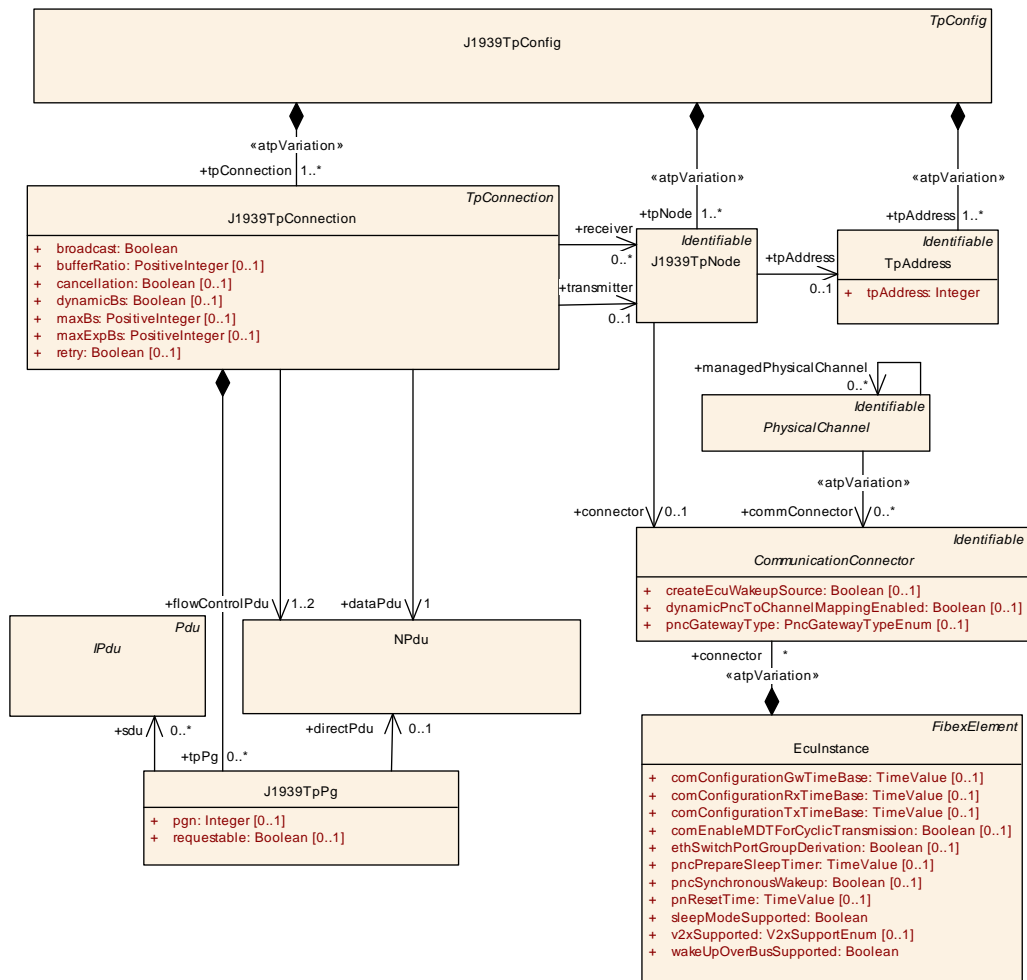 TpConfig
J1939TpConfig
«atpVariation»
+tpConnection 1..*
«atpVariation»
+tpNode 1..*
«atpVariation»
+tpAddress 1..*
TpConnection
J1939TpConnection
+ broadcast: Boolean
+ bufferRatio: PositiveInteger [0..1]
+ cancellation: Boolean [0..1]
+ dynamicBs: Boolean [0..1]
+ maxBs: PositiveInteger [0..1]
+ maxExpBs: PositiveInteger [0..1]
+ retry: Boolean [0..1]
+receiver
0..*
+transmitter
0..1
Identifiable
J1939TpNode
+tpAddress
0..1
Identifiable
TpAddress
+ tpAddress: Integer
+managedPhysicalChannel
0..*
Identifiable
PhysicalChannel
«atpVariation»
+connector 0..1
+commConnector 0..*
Identifiable
CommunicationConnector
+ createEcuWakeupSource: Boolean [0..1]
+ dynamicPncToChannelMappingEnabled: Boolean [0..1]
+ pncGatewayType: PncGatewayTypeEnum [0..1]
+flowControlPdu 1..2
+dataPdu 1
Pdu
IPdu
NPdu
+connector *
«atpVariation»
+sdu 0..*
+tpPg 0..*
+directPdu 0..1
J1939TpPg
+ pgn: Integer [0..1]
+ requestable: Boolean [0..1]
FibexElement
EcuInstance
+ comConfigurationGwTimeBase: TimeValue [0..1]
+ comConfigurationRxTimeBase: TimeValue [0..1]
+ comConfigurationTxTimeBase: TimeValue [0..1]
+ comEnableMDTForCyclicTransmission: Boolean [0..1]
+ ethSwitchPortGroupDerivation: Boolean [0..1]
+ pncPrepareSleepTimer: TimeValue [0..1]
+ pncSynchronousWakeup: Boolean [0..1]
+ pnResetTime: TimeValue [0..1]
+ sleepModeSupported: Boolean
+ v2xSupported: V2xSupportEnum [0..1]
+ wakeUpOverBusSupported: Boolean